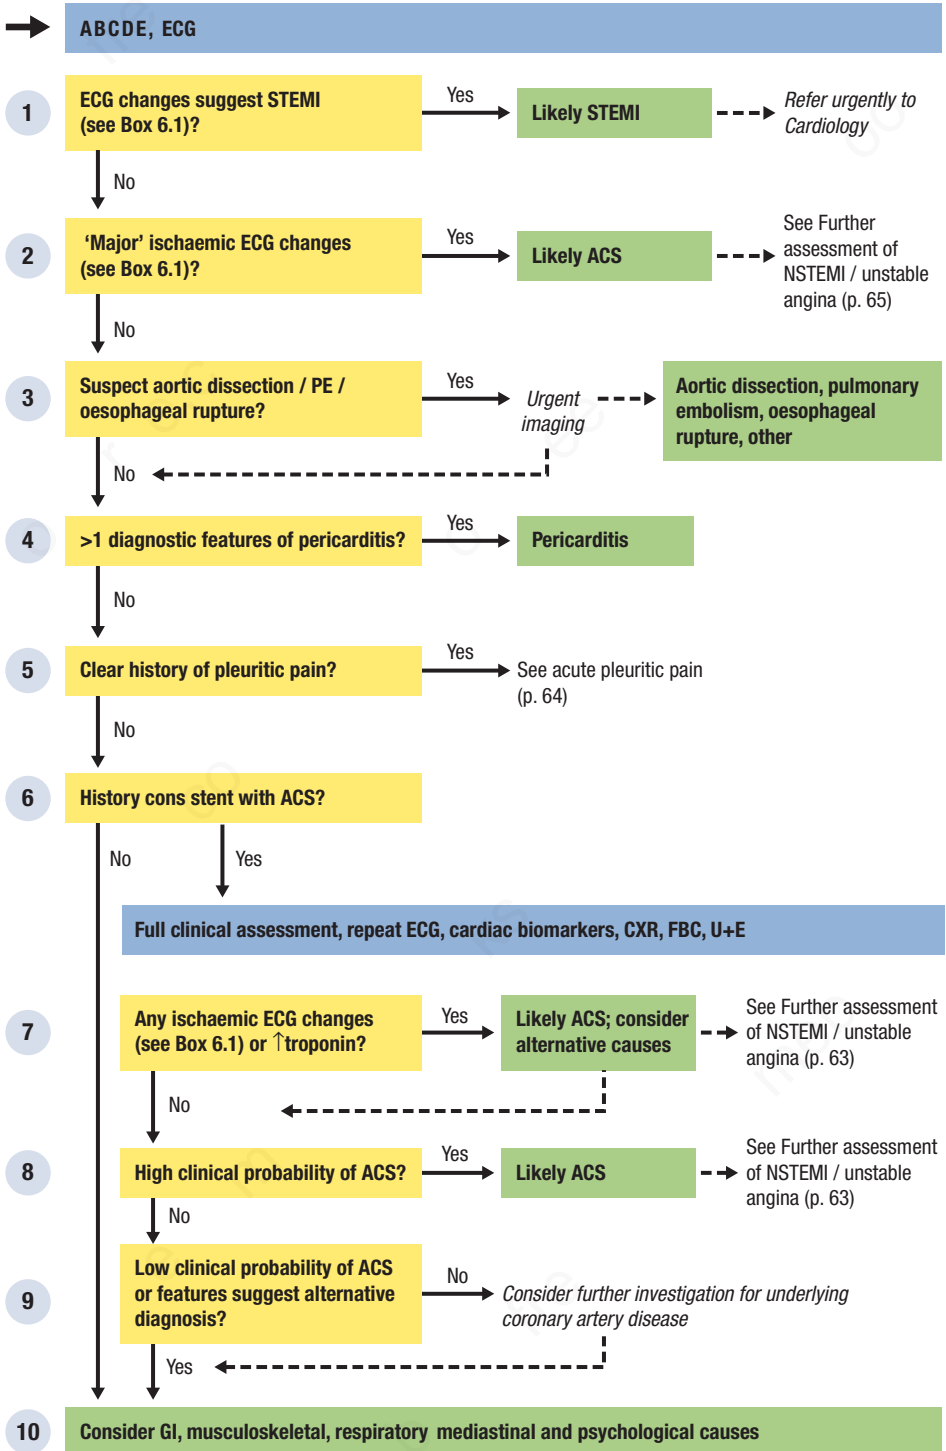 ABCDE, ECG
1
ECG changes suggest STEMI
(see Box 6.1)?
Yes
Likely STEMI
Refer urgently to
Cardiology
No
2
‘Major’ ischaemic ECG changes
(see Box 6.1)?
Yes
Likely ACS
See Further
assessment of
NSTEMI / unstable
angina (p. 65)
No
3
Suspect aortic dissection / PE /
oesophageal rupture?
Yes
Urgent
imaging
Aortic dissection, pulmonary
embolism, oesophageal
rupture, other
No
4
>1 diagnostic features of pericarditis?
Yes
Pericarditis
No
5
Clear history of pleuritic pain?
Yes
See acute pleuritic pain
(p. 64)
No
6
History cons stent with ACS?
No
Yes
Full clinical assessment, repeat ECG, cardiac biomarkers, CXR, FBC, U+E
7
Any ischaemic ECG changes
(see Box 6.1) or ↑troponin?
Yes
Likely ACS; consider
alternative causes
See Further assessment
of NSTEMI / unstable
angina (p. 63)
No
8
High clinical probability of ACS?
Yes
Likely ACS
See Further assessment
of NSTEMI / unstable
angina (p. 63)
No
9
Low clinical probability of ACS
or features suggest alternative
diagnosis?
No
Consider further investigation for underlying
coronary artery disease
Yes
10
Consider GI, musculoskeletal, respiratory mediastinal and psychological causes